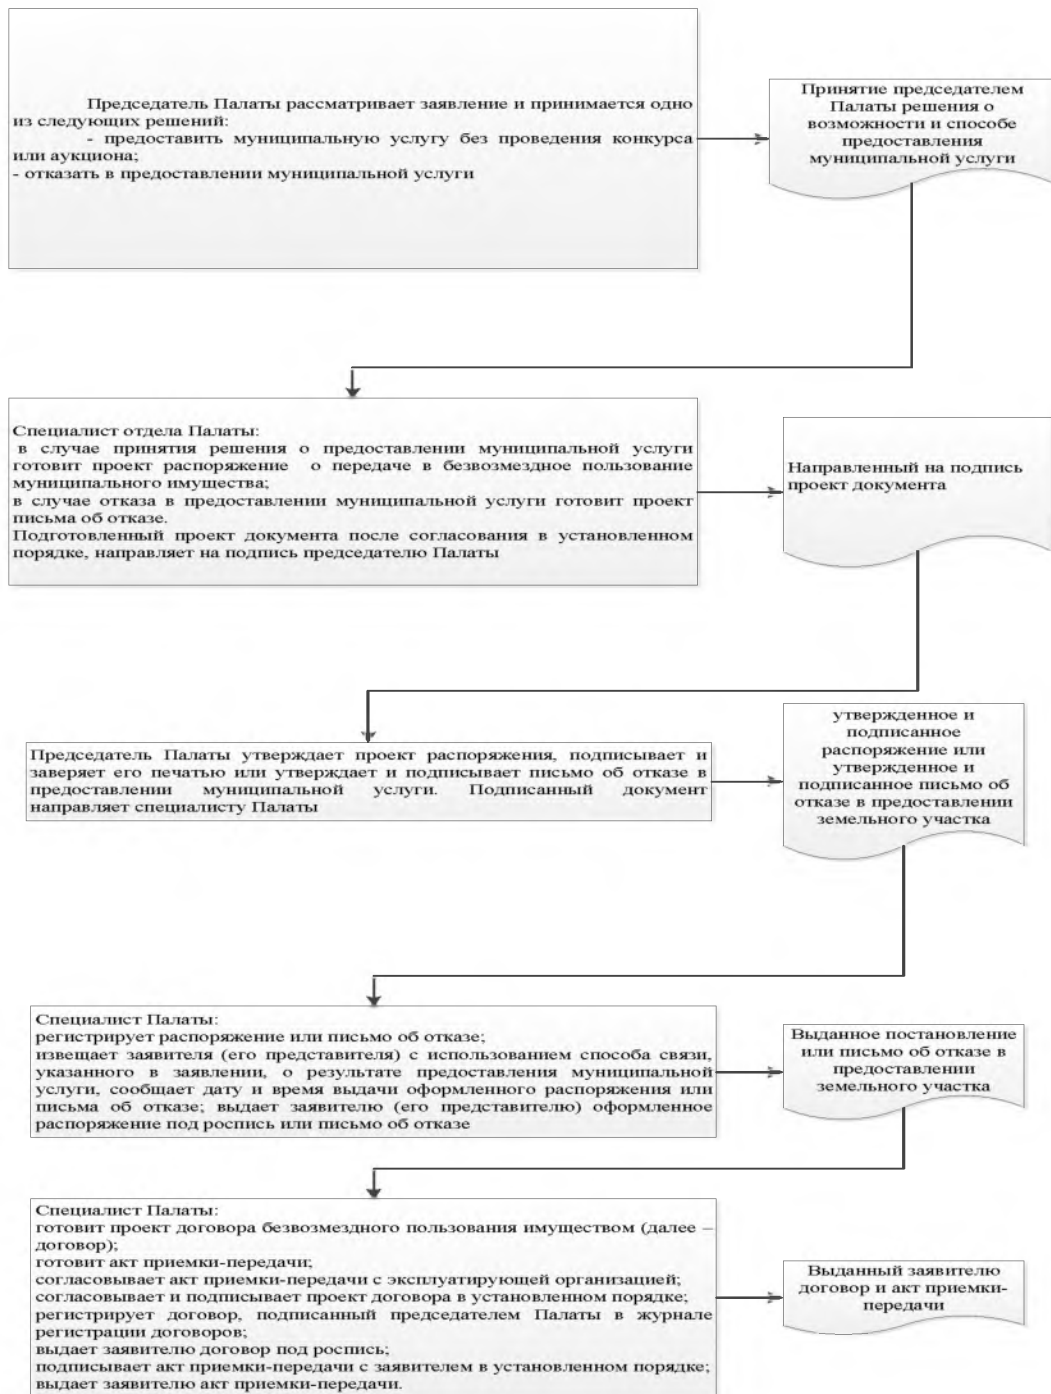 Председатель Палаты рассматривает заявление и принимается одно
из следующих решений:
- предоставить муниципальную услугу без проведения конкурса
или аукциона;
- отказать в предоставлении муниципальной услуги
Принятие председателем
Палаты решения о
возможности и способе
предоставления
муниципальной услуги
Специалист отдела Палаты:
в случае принятия решения о предоставлении муниципальной услуги
готовит проект распоряжение о передаче в безвозмездное пользование
муниципального имущества;
в случае отказа в предоставлении муниципальной услуги готовит проект
письма об отказе.
Подготовленный проект документа после согласования в установленном
порядке, направляет на подпись председателю Палаты
Направленный на подпись
проект документа
Председатель Палаты утверждает проект распоряжения, подписывает и
заверяет его печатью или утверждает и подписывает письмо об отказе в
предоставлении муниципальной услуги. Подписанный документ
направляет специалисту Палаты
утвержденное и
подписанное
распоряжение или
утвержденное и
подписанное письмо об
отказе в предоставлении
земельного участка
Специалист Палаты:
регистрирует распоряжение или письмо об отказе;
извещает заявителя (его представителя) с использованием способа связи,
указанного в заявлении, о результате предоставления муниципальной
услуги, сообщает дату и время выдачи оформленного распоряжения или
письма об отказе; выдает заявителю (его представителю) оформленное
распоряжение под роспись или письмо об отказе
Выданное постановление
или письмо об отказе в
предоставлении
земельного участка
Специалист Палаты:
готовит проект договора безвозмездного пользования имуществом (далее –
договор);
готовит акт приемки-передачи;
согласовывает акт приемки-передачи с эксплуатирующей организацией;
согласовывает и подписывает проект договора в установленном порядке;
регистрирует договор, подписанный председателем Палаты в журнале
регистрации договоров;
выдает заявителю договор под роспись;
подписывает акт приемки-передачи с заявителем в установленном порядке;
выдает заявителю акт приемки-передачи.
Выданный заявителю
договор и акт приемки-
передачи